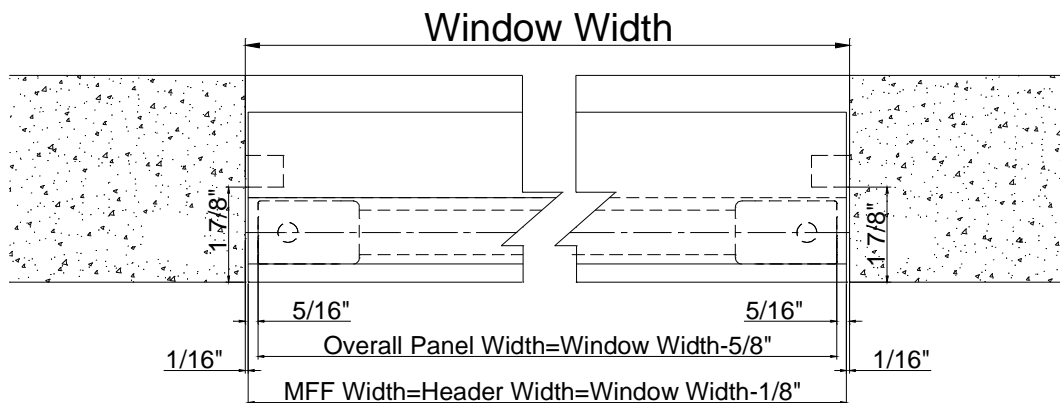 Window Width
1 7/8"
1 7/8"
5/16"
5/16"
Overall Panel Width=Window Width-5/8"
1/16"
1/16"
MFF Width=Header Width=Window Width-1/8"